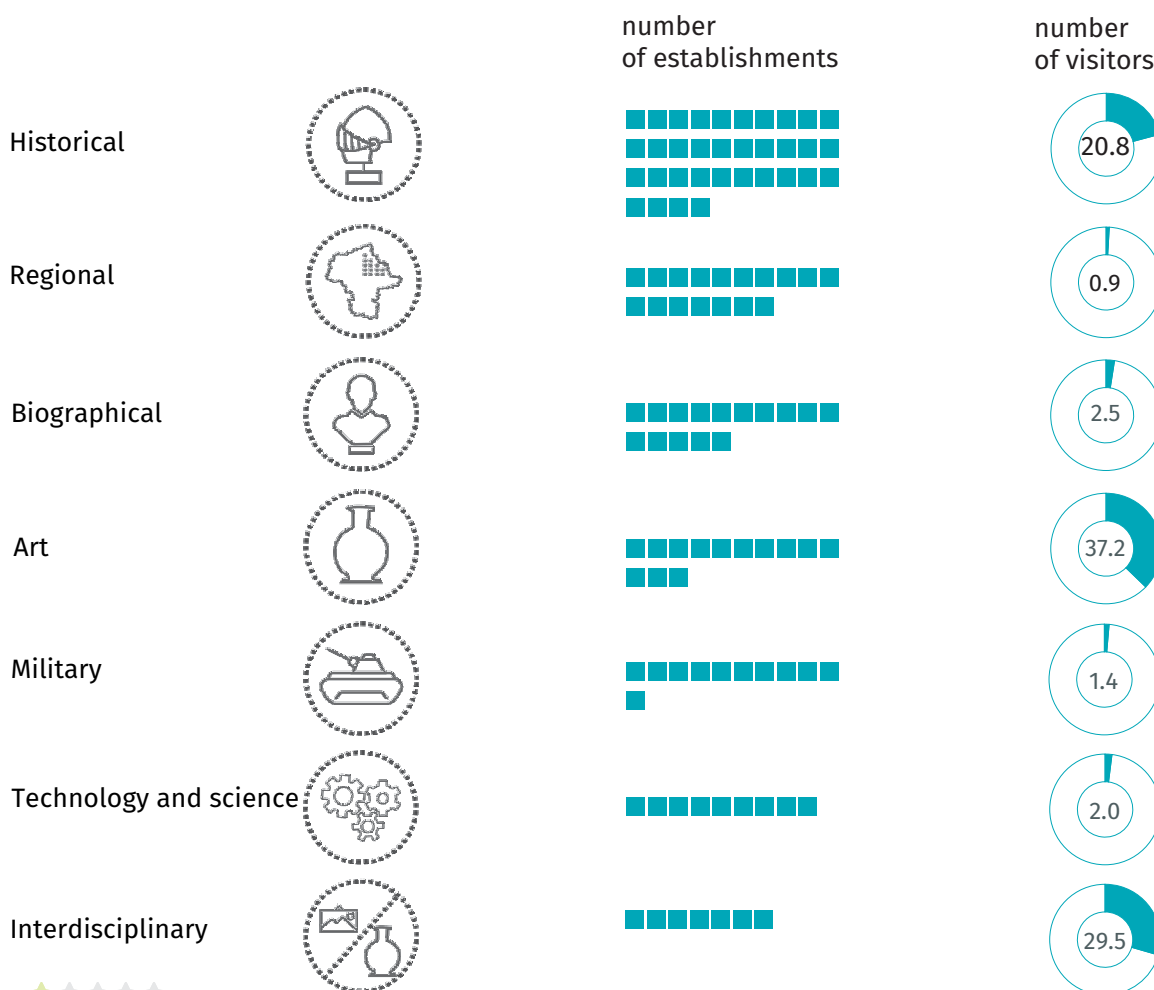 number
of establishments
number
of visitors
Historical
20.8
Regional
0.9
Biographical
2.5
Art
37.2
Military
1.4
Technology and science
2.0
Interdisciplinary
29.5